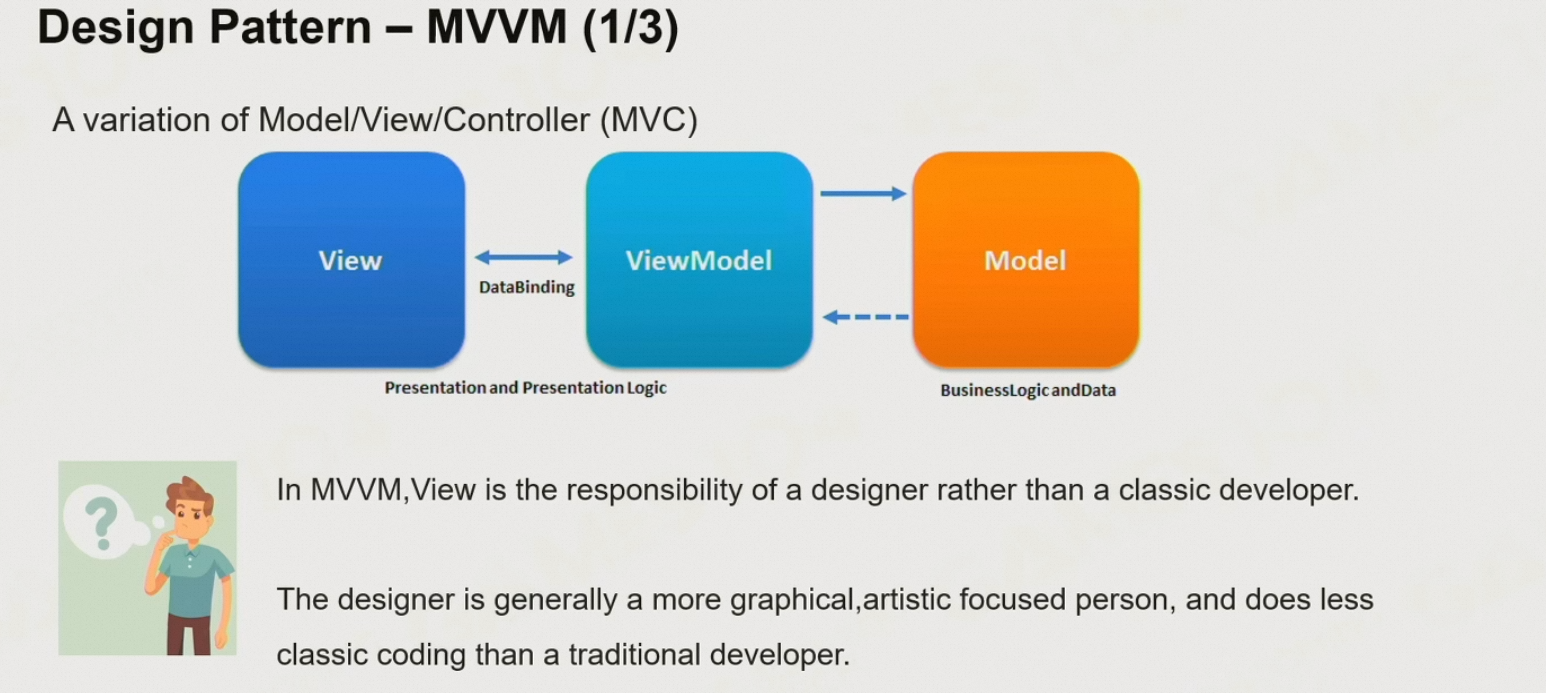 Design Pattern – MVVM (1/3)
A variation of Model/View/Controller (MVC)
View
ViewModel
Model
DataBinding
Presentation and Presentation Logic
BusinessLogicandData
?
In MVVM,View is the responsibility of a designer rather than a classic developer.
The designer is generally a more graphical,artistic focused person, and does less
classic coding than a traditional developer.